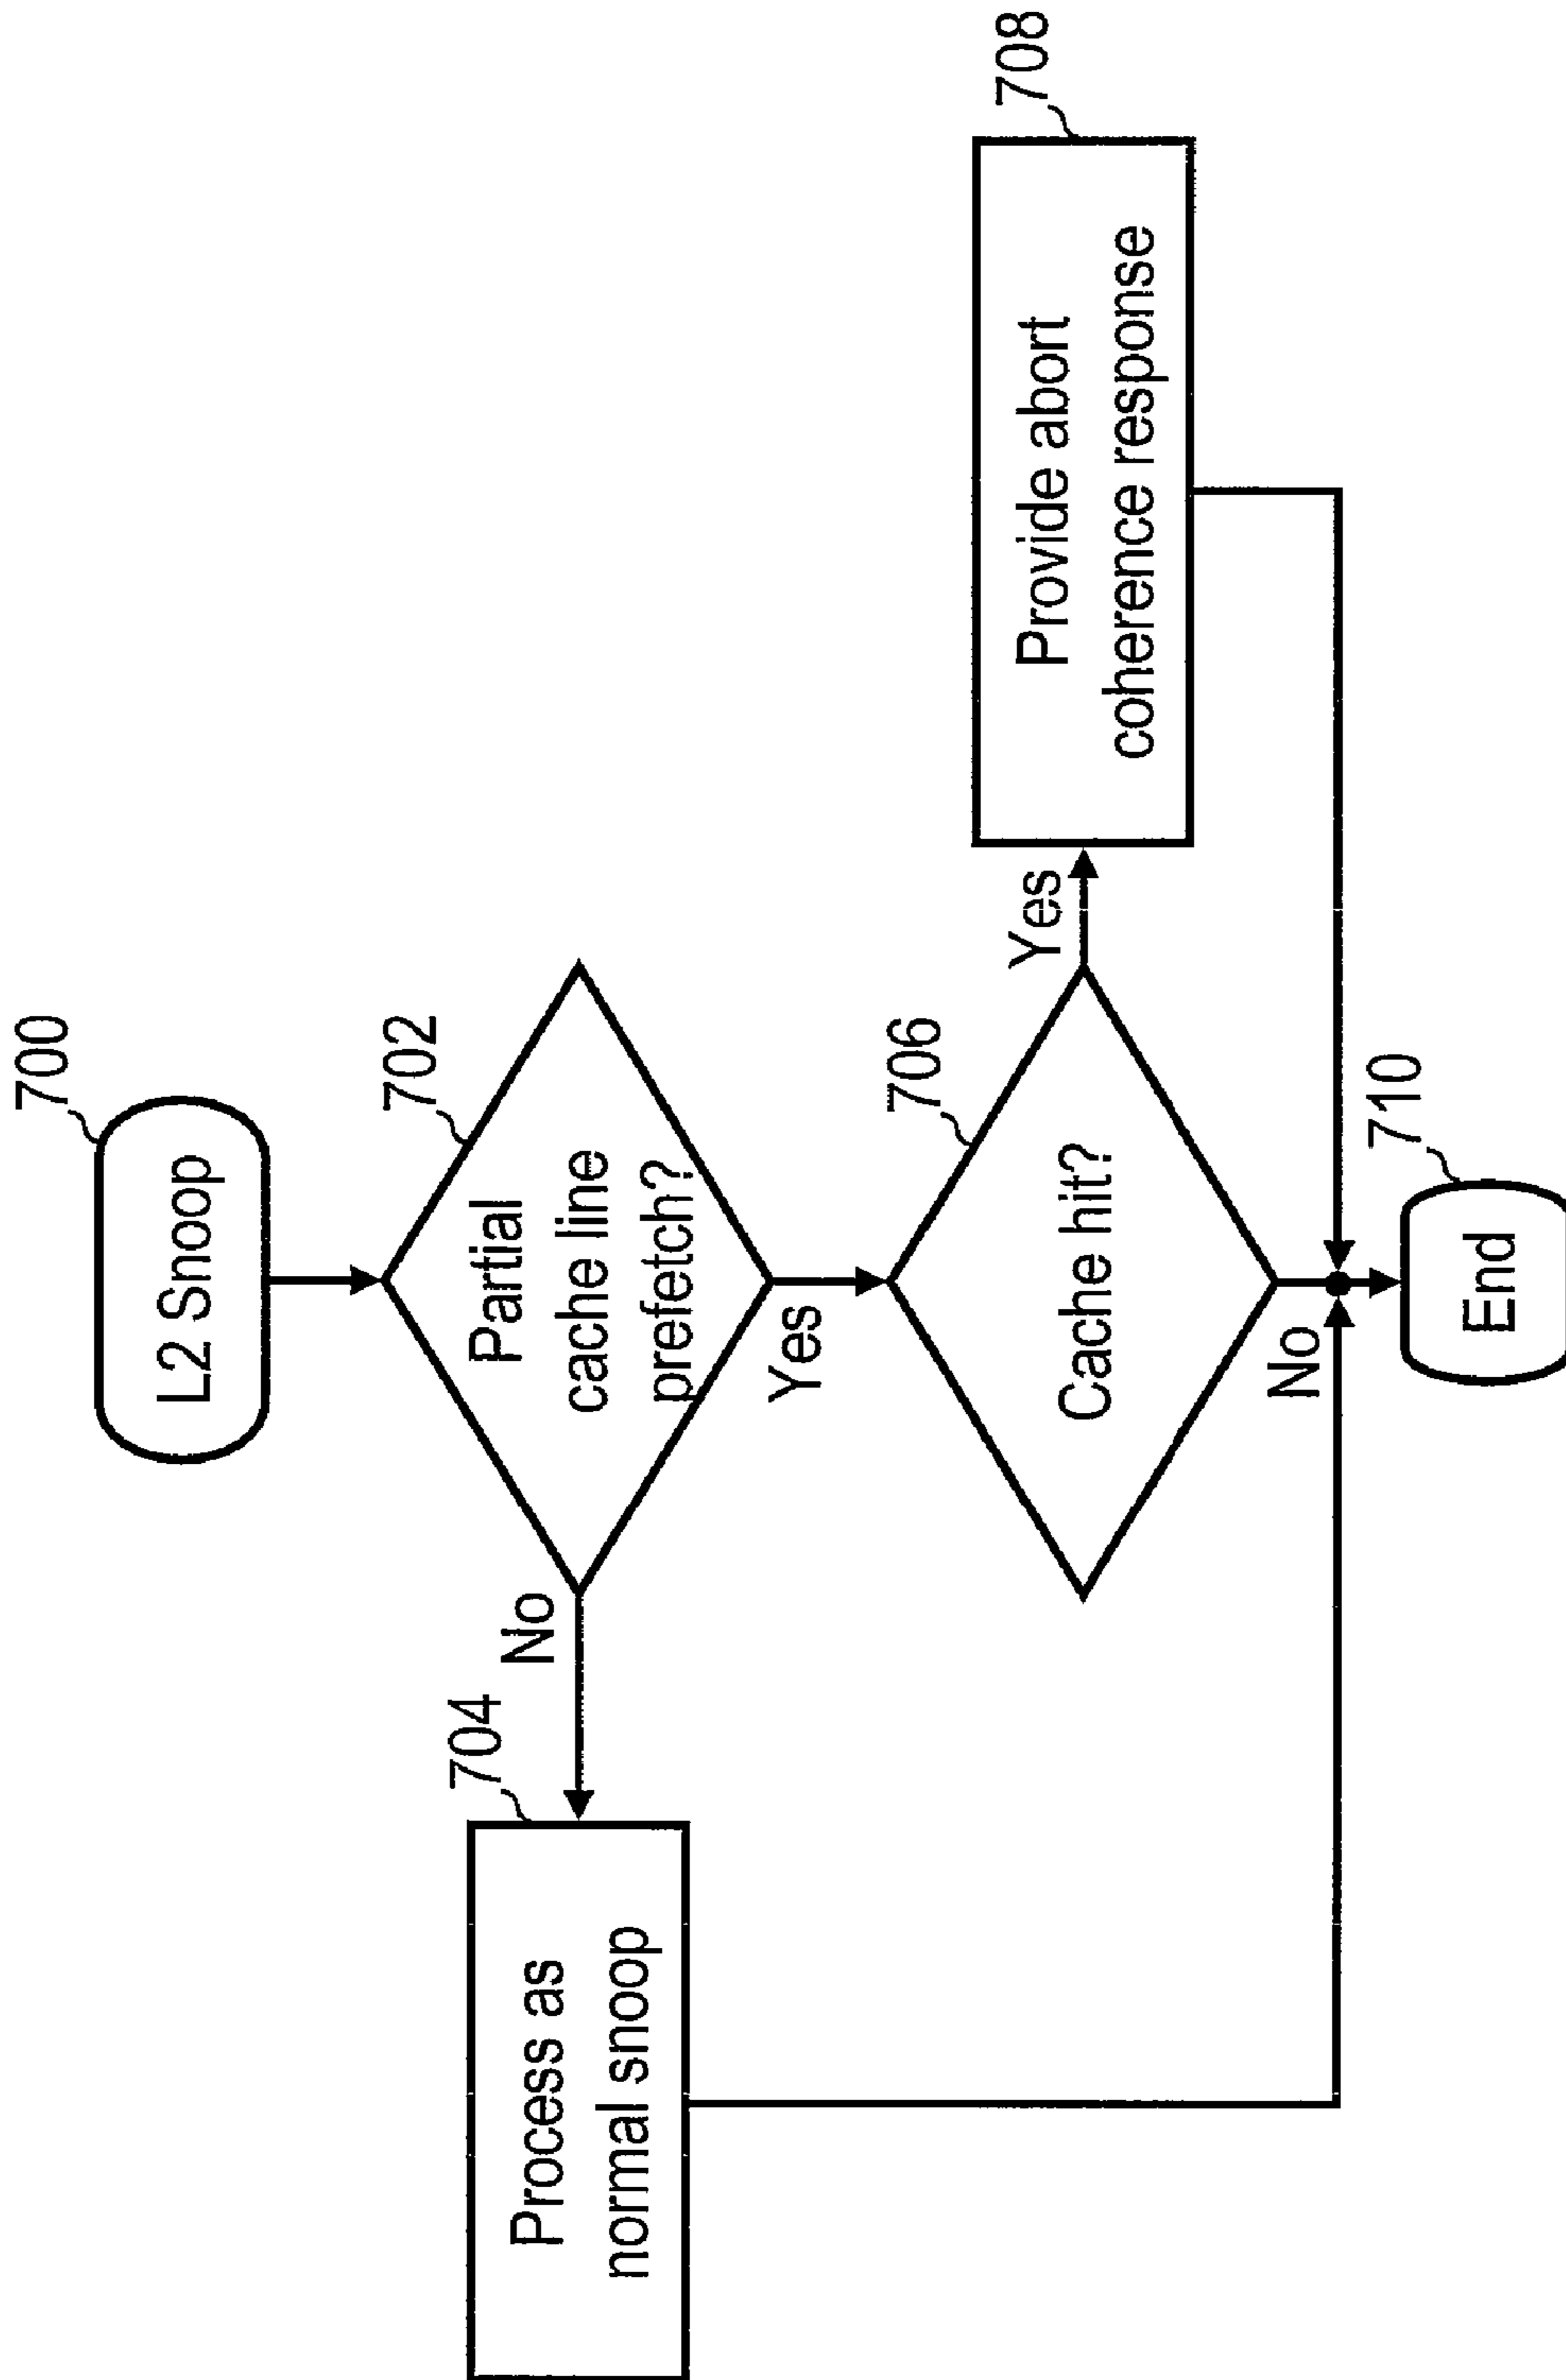 700
L2 Snoop
702
Partial
cache line
prefetch?
No
Yes
704
Process as
normal snoop
706
Cache hit?
Yes
No
708
Provide abort
coherence response
710
End